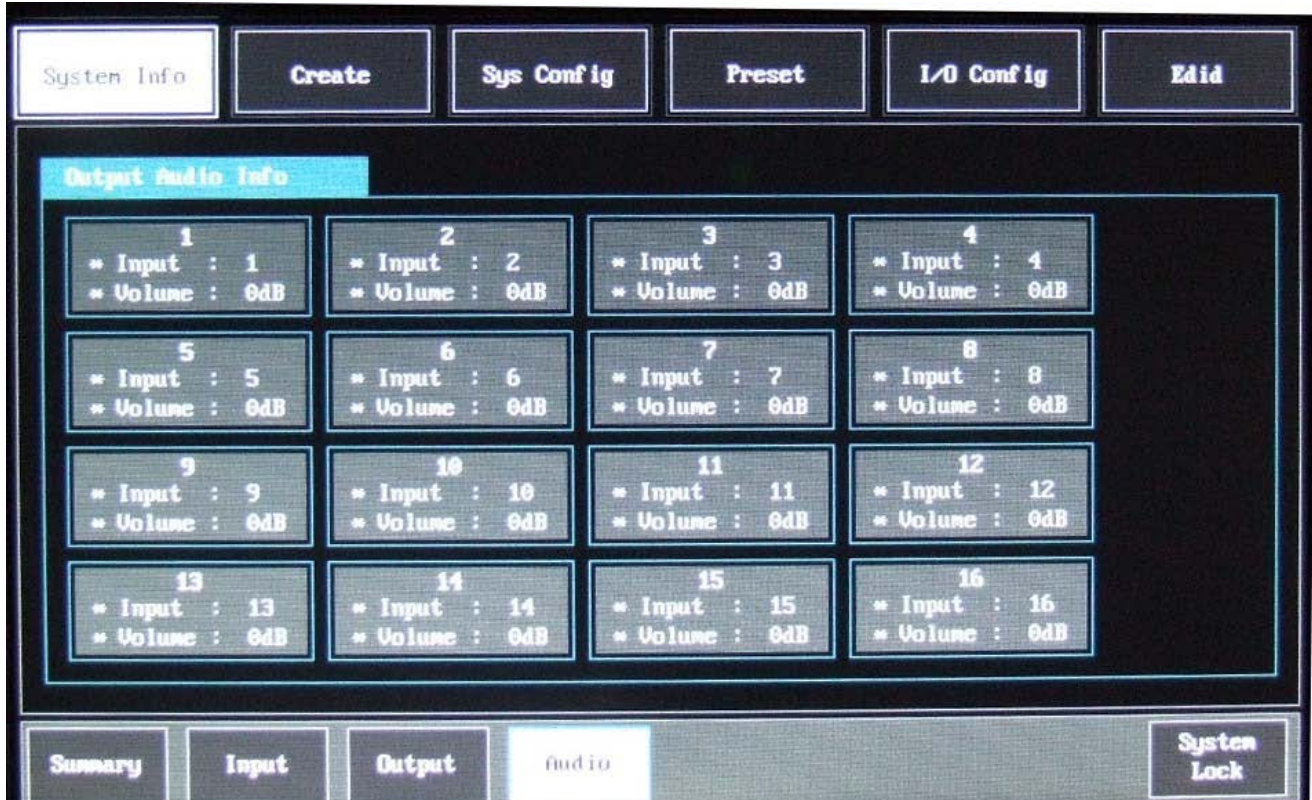 System Info Create Sys Config Preset I/O Config Edid
Output Audio Info
1 2 3 4
* Input : 1 * Input : 2 * Input : 3 * Input : 4
* Volume : 0dB * Volume : 0dB * Volume : 0dB * Volume : 0dB
5 6 7 8
* Input : 5 * Input : 6 * Input : 7 * Input : 8
* Volume : 0dB * Volume : 0dB * Volume : 0dB * Volume : 0dB
9 10 11 12
* Input : 9 * Input : 10 * Input : 11 * Input : 12
* Volume : 0dB * Volume : 0dB * Volume : 0dB * Volume : 0dB
13 14 15 16
* Input : 13 * Input : 14 * Input : 15 * Input : 16
* Volume : 0dB * Volume : 0dB * Volume : 0dB * Volume : 0dB
Summary Input Output Audio System
Lock